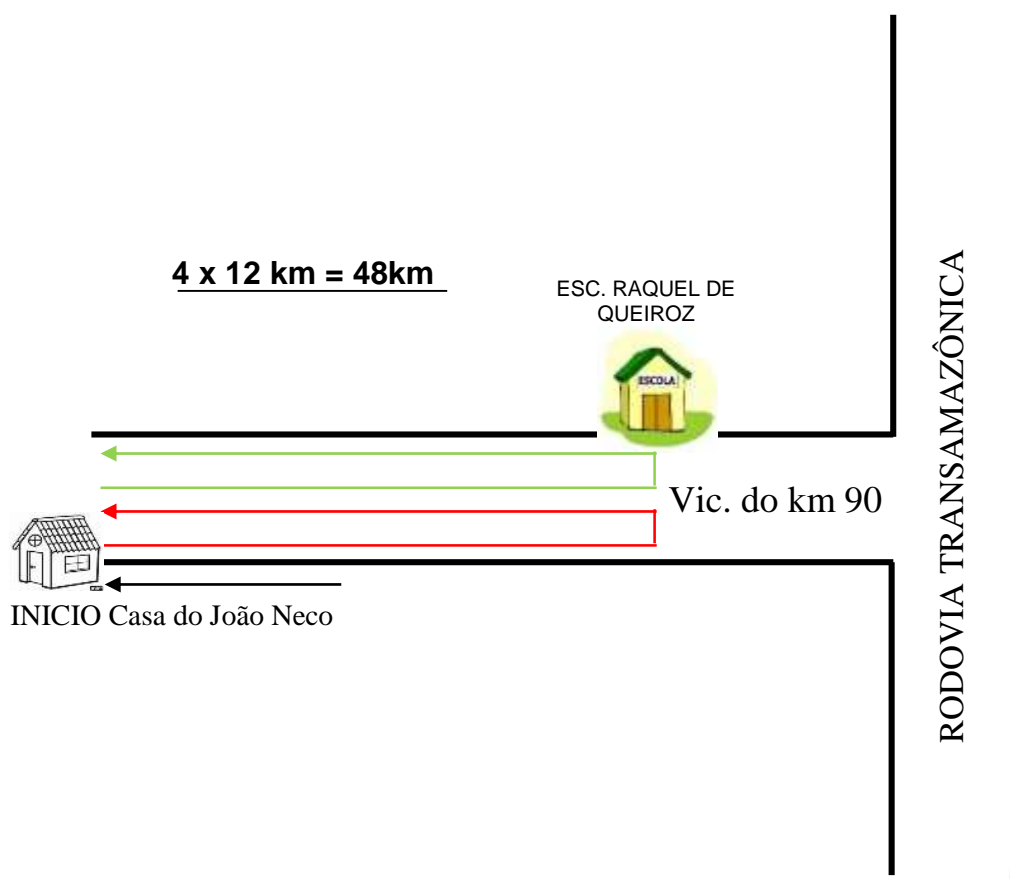 4 x 12 km = 48km
ESC. RAQUEL DE
QUEIROZ
ESCOLA
Vic. do km 90
INICIO Casa do João Neco
RODOVIA TRANSAMAZÔNICA